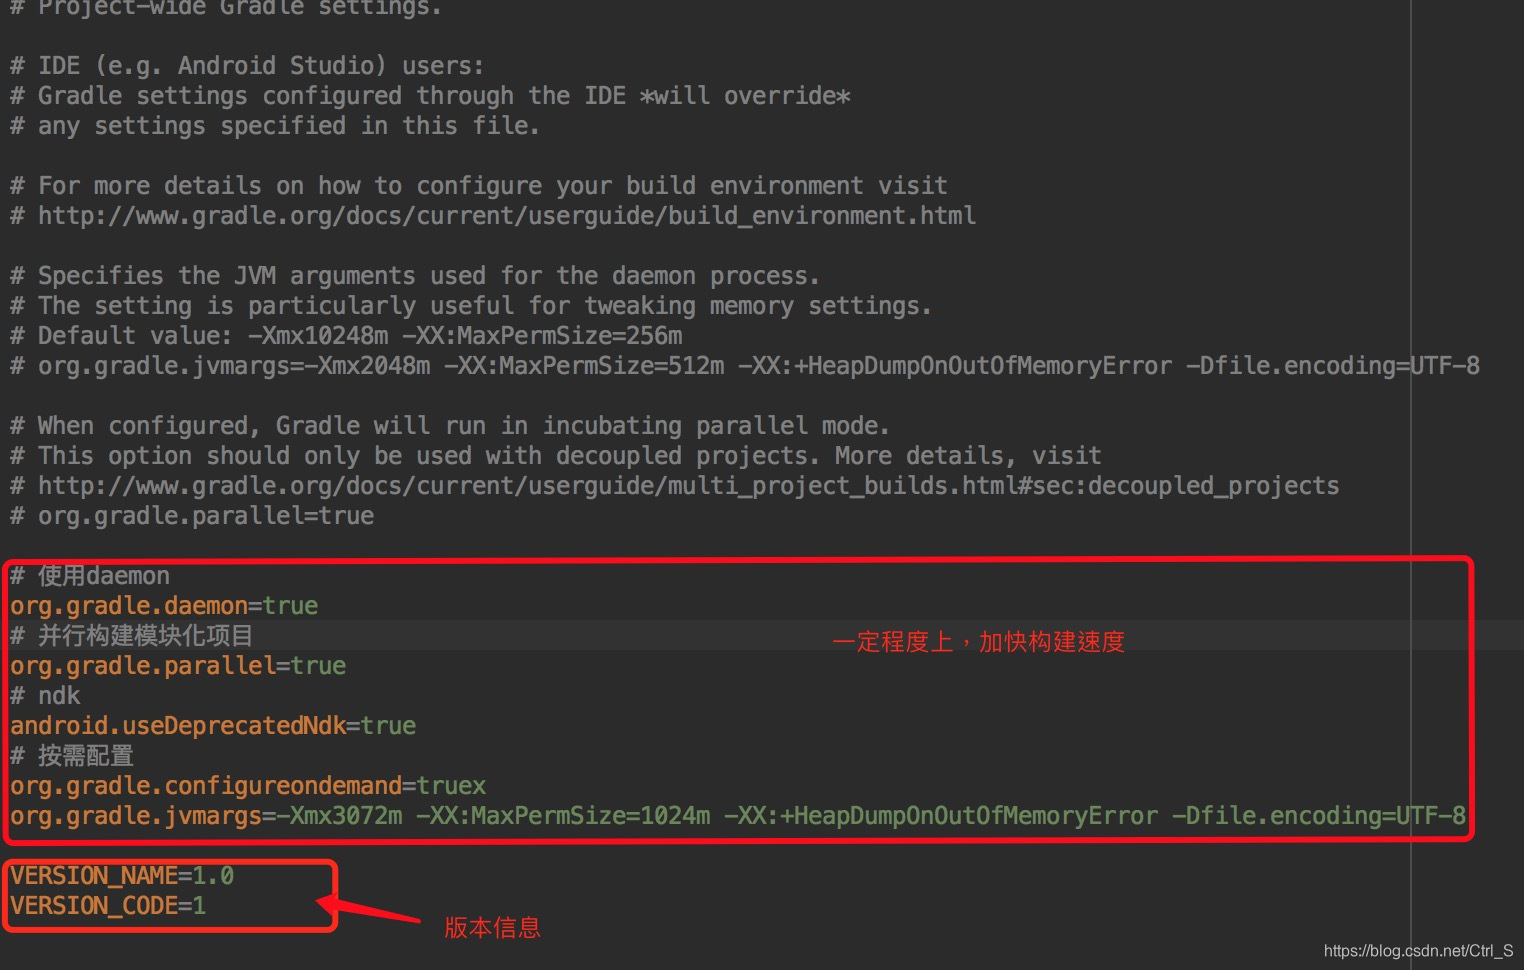 # Project-wide Gradle settings.
# IDE (e.g. Android Studio) users:
# Gradle settings configured through the IDE *will override*
# any settings specified in this file.
# For more details on how to configure your build environment visit
# http://www.gradle.org/docs/current/userguide/build_environment.html
# Specifies the JVM arguments used for the daemon process.
# The setting is particularly useful for tweaking memory settings.
# Default value: -Xmx10248m -XX:MaxPermSize=256m
# org.gradle.jvmargs=-Xmx2048m -XX:MaxPermSize=512m -XX:+HeapDumpOnOutOfMemoryError -Dfile.encoding=UTF-8
# When configured, Gradle will run in incubating parallel mode.
# This option should only be used with decoupled projects. More details, visit
# http://www.gradle.org/docs/current/userguide/multi_project_builds.html#sec:decoupled_projects
# org.gradle.parallel=true
# 使用daemon
org.gradle.daemon=true
# 并行构建模块化项目
一定程度上，加快构建速度
org.gradle.parallel=true
# ndk
android.useDeprecatedNdk=true
# 按需配置
org.gradle.configureondemand=truex
org.gradle.jvmargs=-Xmx3072m -XX:MaxPermSize=1024m -XX:+HeapDumpOnOutOfMemoryError -Dfile.encoding=UTF-8
VERSION_NAME=1.0
VERSION_CODE=1
版本信息
https://blog.csdn.net/Ctrl_S